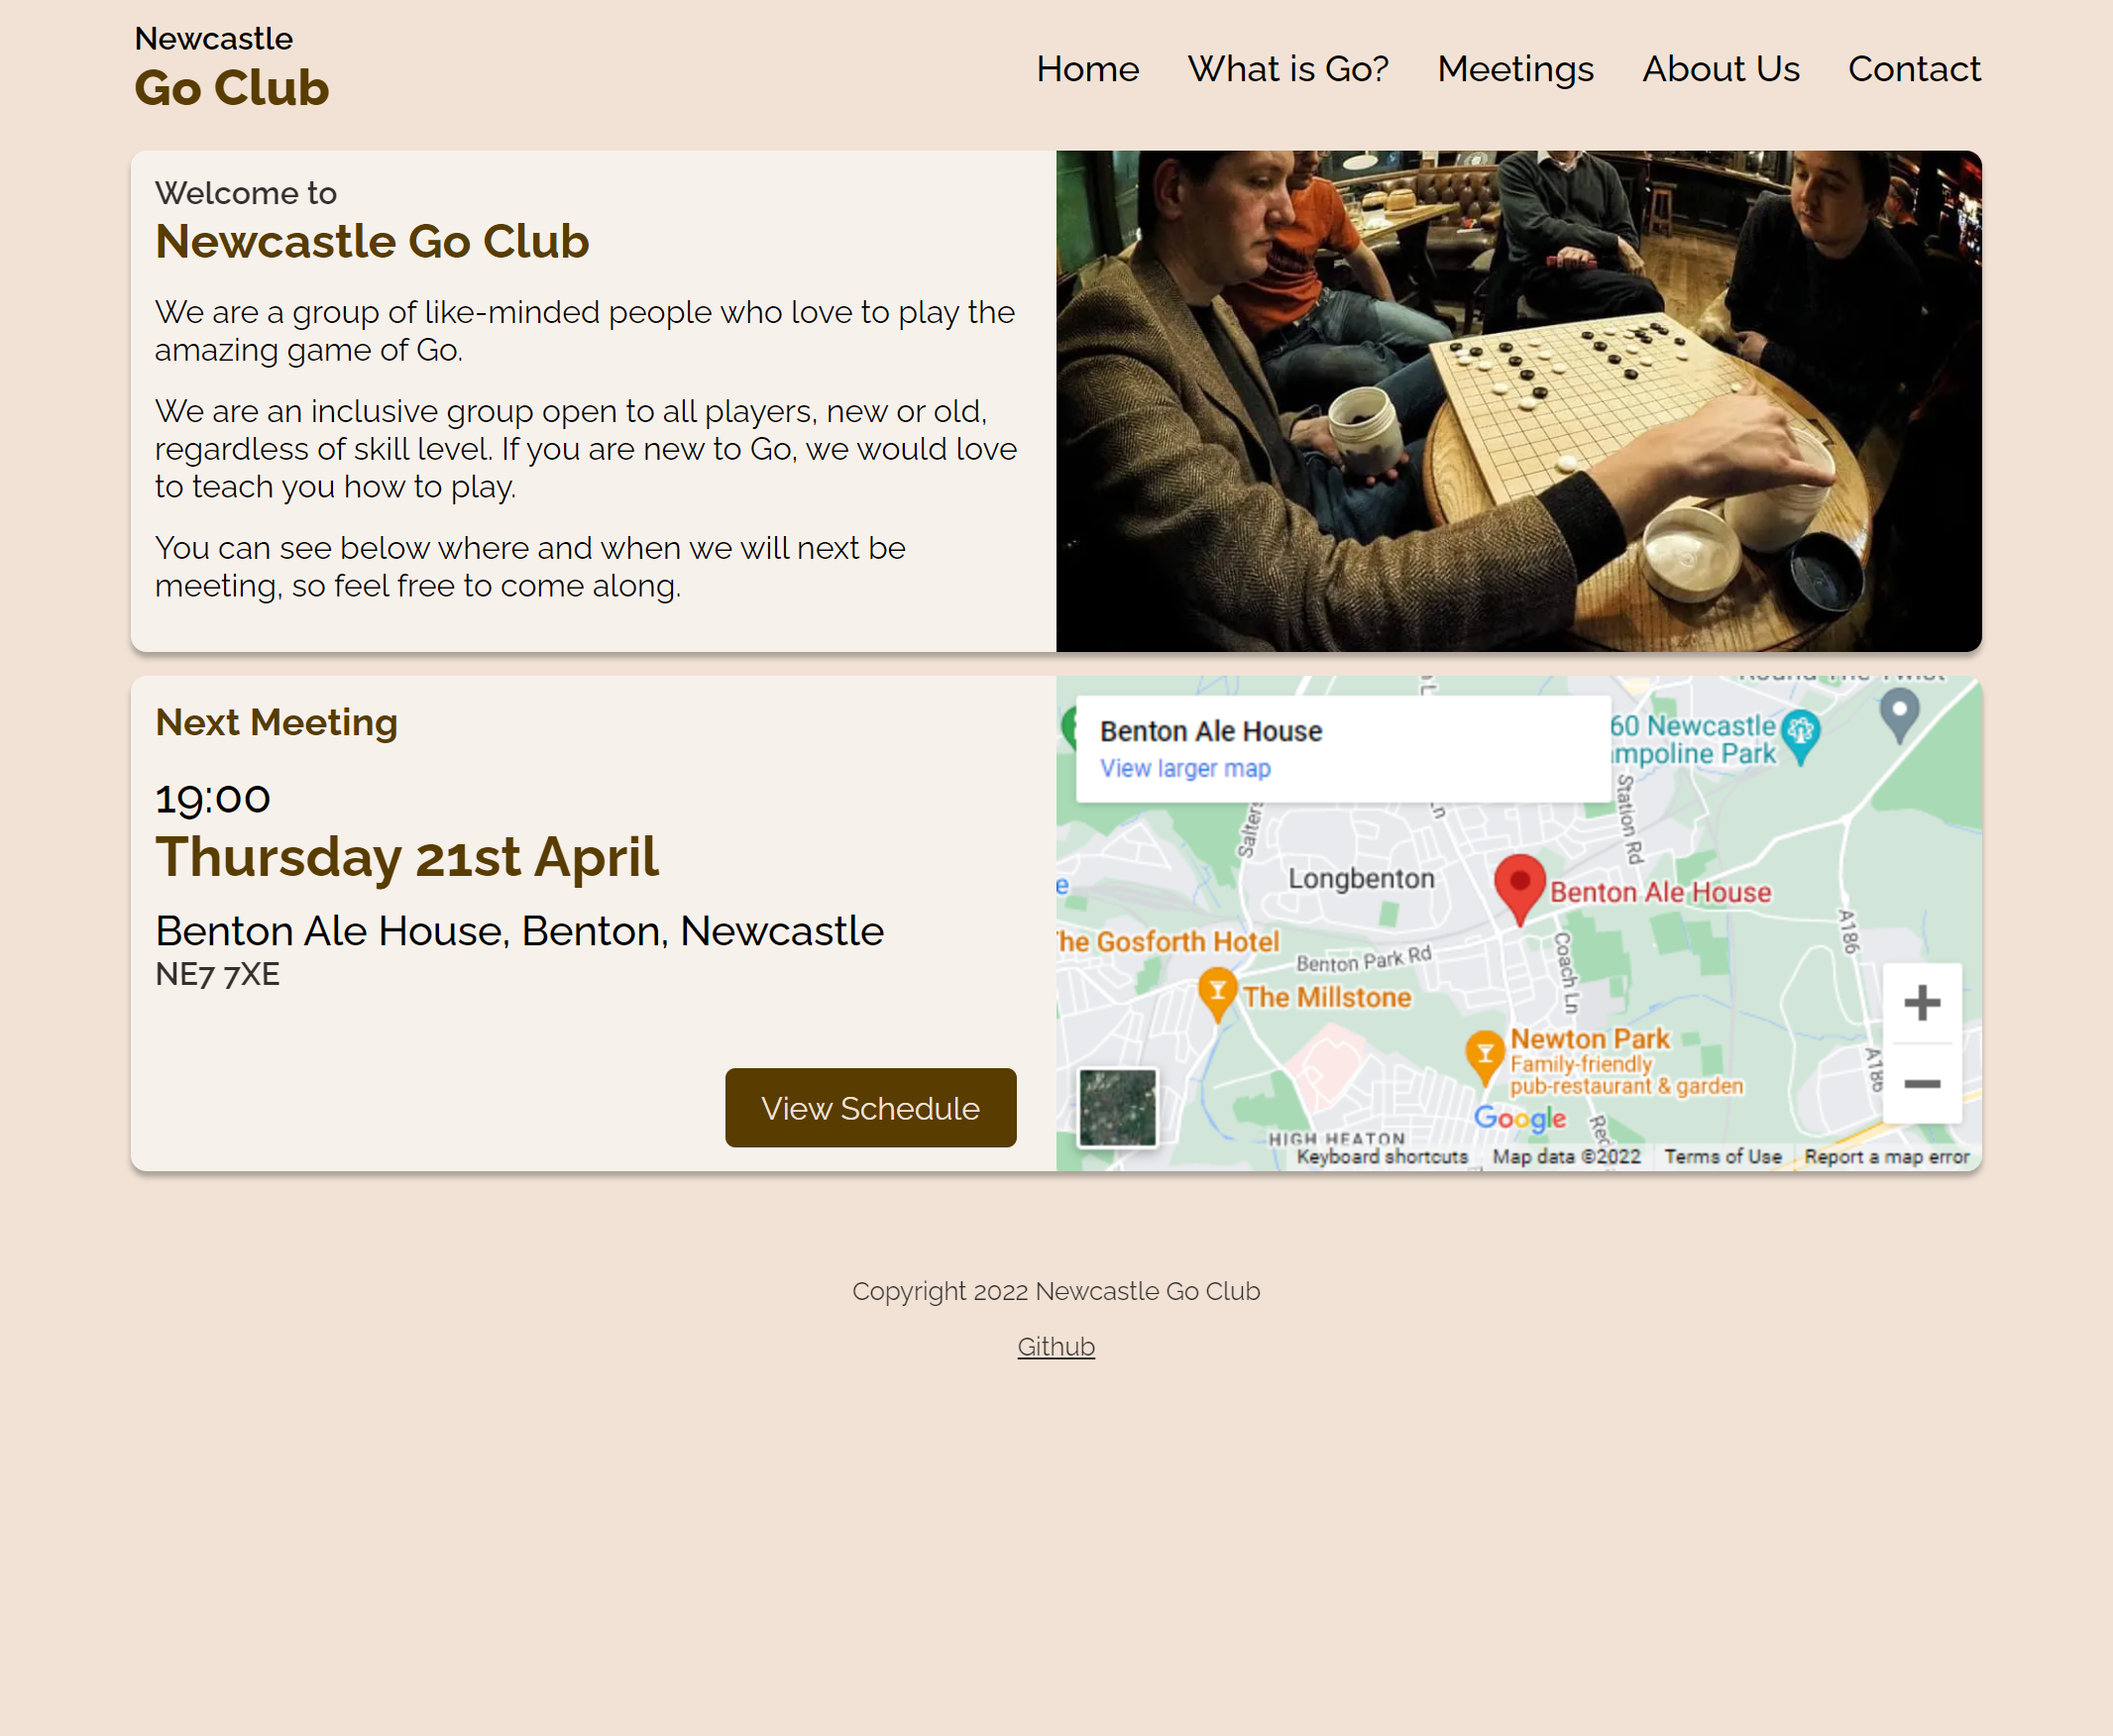 Newcastle
Go Club
Home What is Go? Meetings About Us Contact
Welcome to
Newcastle Go Club
We are a group of like-minded people who love to play the
amazing game of Go.
We are an inclusive group open to all players, new or old,
regardless of skill level. If you are new to Go, we would love
to teach you how to play.
You can see below where and when we will next be
meeting, so feel free to come along.
Next Meeting
19:00
Thursday 21st April
Benton Ale House, Benton, Newcastle
NE7 7XE
View Schedule
Benton Ale House
View larger map
60 Newcastle
mpoline Park
Station Rd
Salters
Ln
Longbenton
Benton Ale House
A186
he Gosforth Hotel
Benton Park Rd
Coach Ln
The Millstone
Newton Park
Family-friendly
pub-restaurant & garden
A186
Google
HIGH HEATON
Keyboard shortcuts Map data ©2022 Terms of Use Report a map error
Copyright 2022 Newcastle Go Club
Github